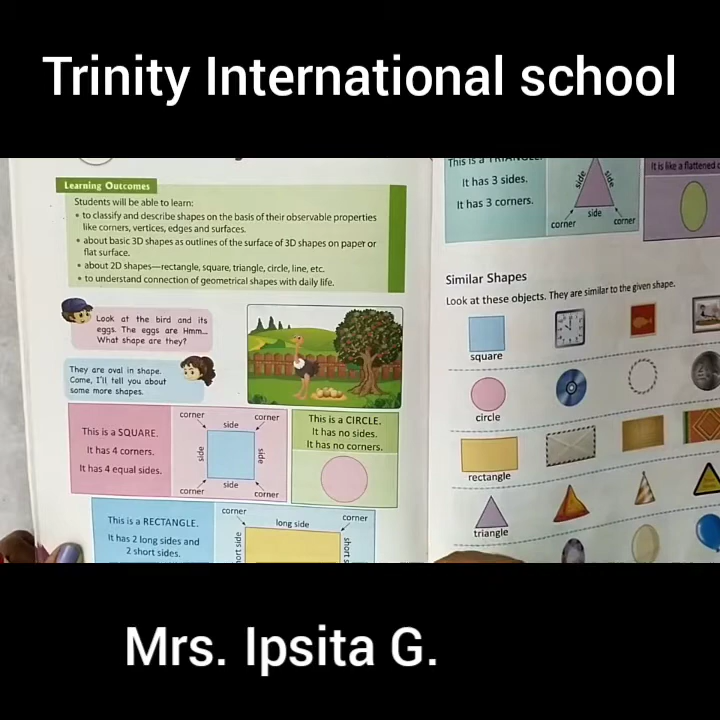 Trinity International school
Learning Outcomes
Students will be able to learn:
• to classify and describe shapes on the basis of their observable properties
like corners, vertices, edges and surfaces.
• about basic 3D shapes as outlines of the surface of 3D shapes on paper or
flat surface.
• about 2D shapes—rectangle, square, triangle, circle, line, etc.
• to understand connection of geometrical shapes with daily life.
Look at the bird and its
eggs. The eggs are Hmm...
What shape are they?
They are oval in shape.
Come, I'll tell you about
some more shapes.
This is a SQUARE.
It has 4 corners.
It has 4 equal sides.
corner
side
corner
side
side
corner
side
corner
This is a CIRCLE.
It has no sides.
It has no corners.
This is a RECTANGLE.
It has 2 long sides and
2 short sides.
corner
long side
corner
short side
short s
This is a TRIANGLE.
It has 3 sides.
It has 3 corners.
side
side
side
corner
corner
It is like a flattened
Similar Shapes
Look at these objects. They are similar to the given shape.
square
circle
rectangle
triangle
Mrs. Ipsita G.